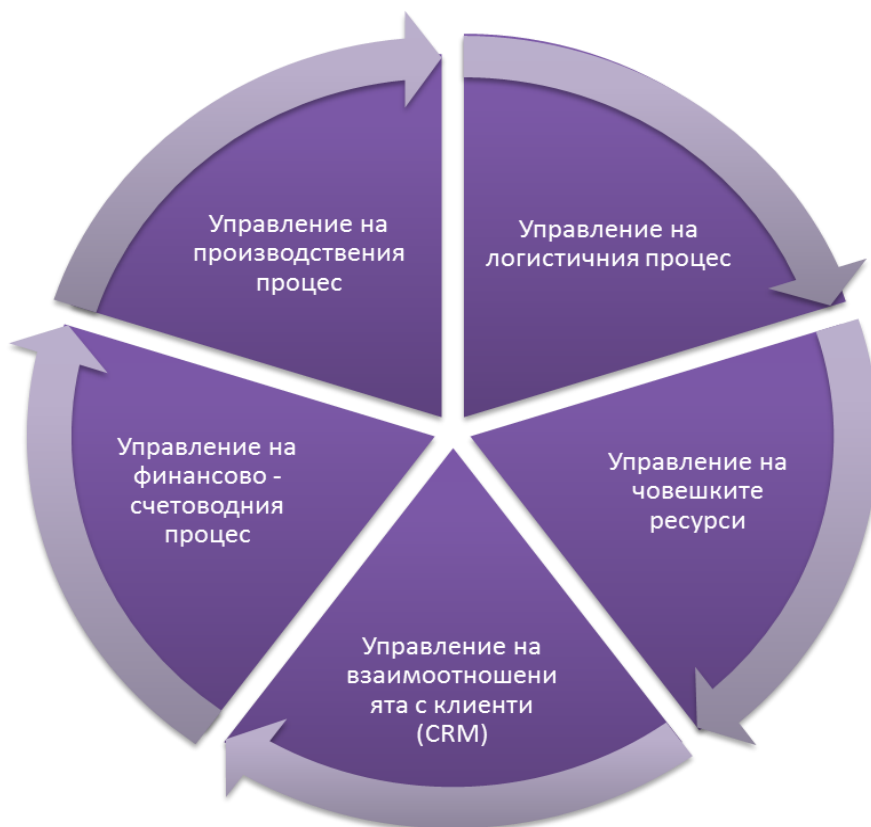 Управление на
производствения
процес
Управление на
логистичния процес
Управление на
човешките
ресурси
Управление на
взаимоотношени
ята с клиенти
(CRM)
Управление на
финансово -
счетоводния
процес